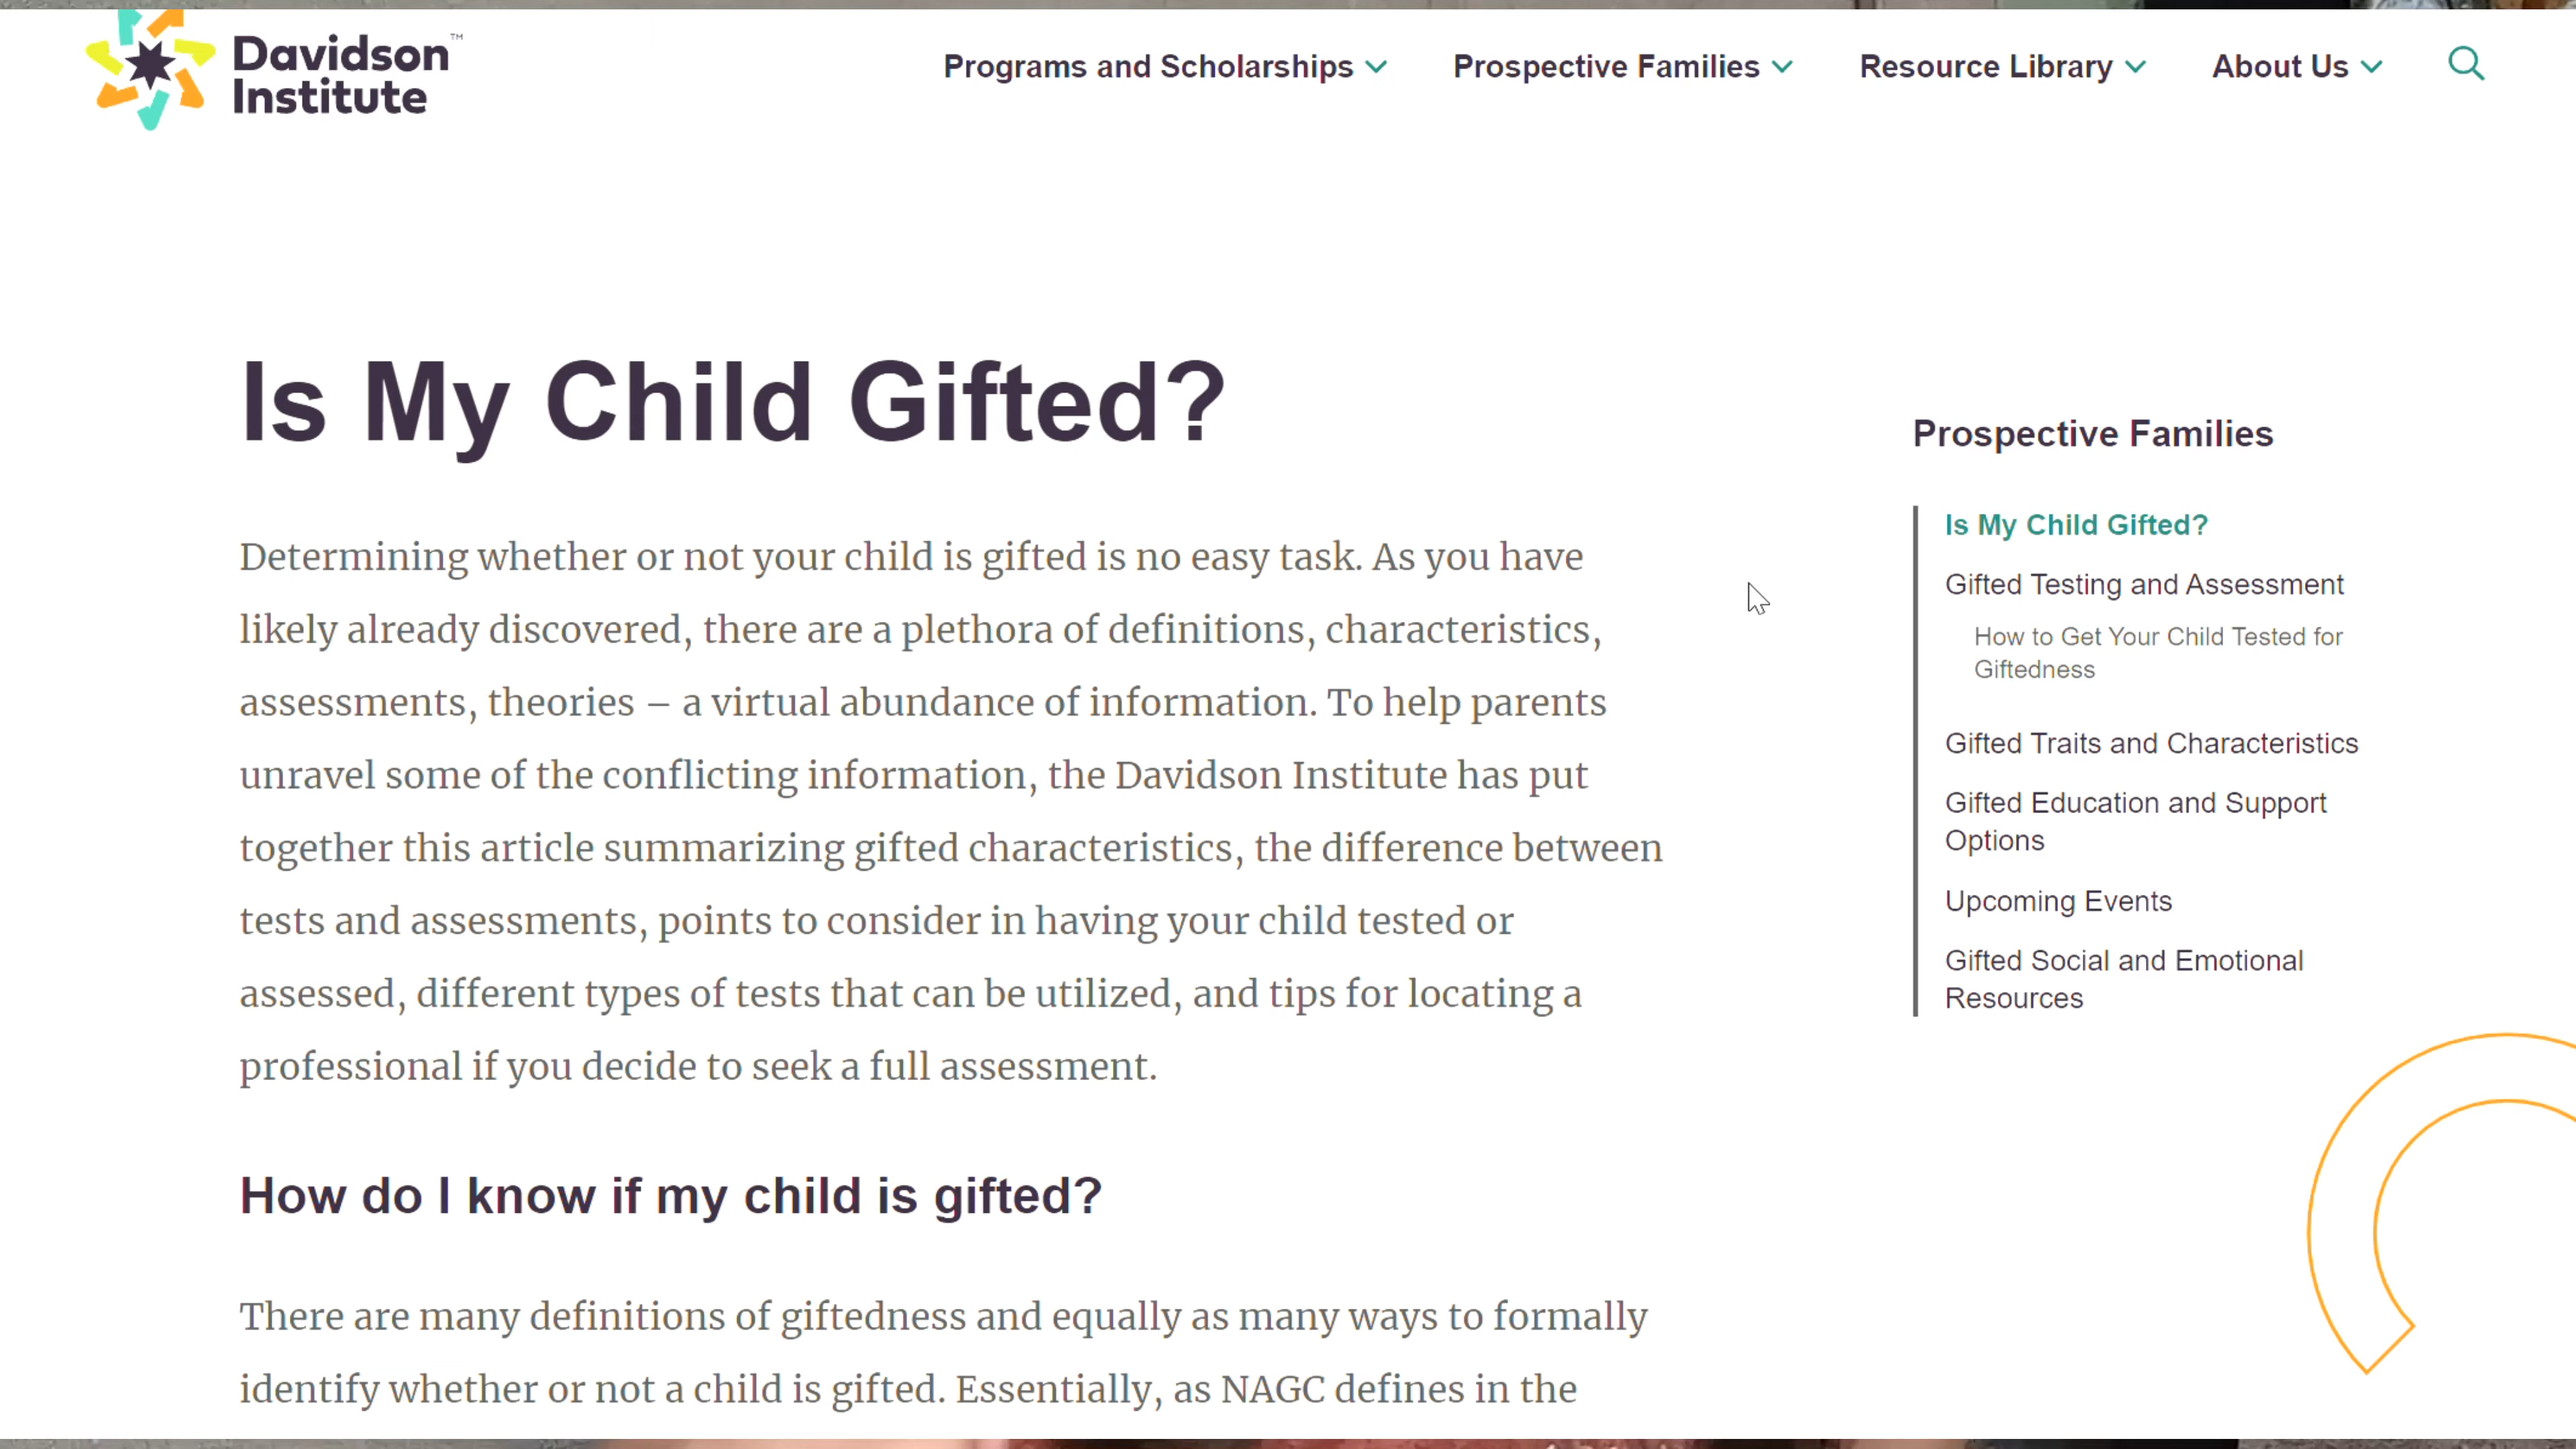 Davidson™
Institute
Programs and Scholarships
Prospective Families
Resource Library
About Us
Is My Child Gifted?
Determining whether or not your child is gifted is no easy task. As you have
likely already discovered, there are a plethora of definitions, characteristics,
assessments, theories – a virtual abundance of information. To help parents
unravel some of the conflicting information, the Davidson Institute has put
together this article summarizing gifted characteristics, the difference between
tests and assessments, points to consider in having your child tested or
assessed, different types of tests that can be utilized, and tips for locating a
professional if you decide to seek a full assessment.
How do I know if my child is gifted?
There are many definitions of giftedness and equally as many ways to formally
identify whether or not a child is gifted. Essentially, as NAGC defines in the
Prospective Families
Is My Child Gifted?
Gifted Testing and Assessment
How to Get Your Child Tested for
Giftedness
Gifted Traits and Characteristics
Gifted Education and Support
Options
Upcoming Events
Gifted Social and Emotional
Resources